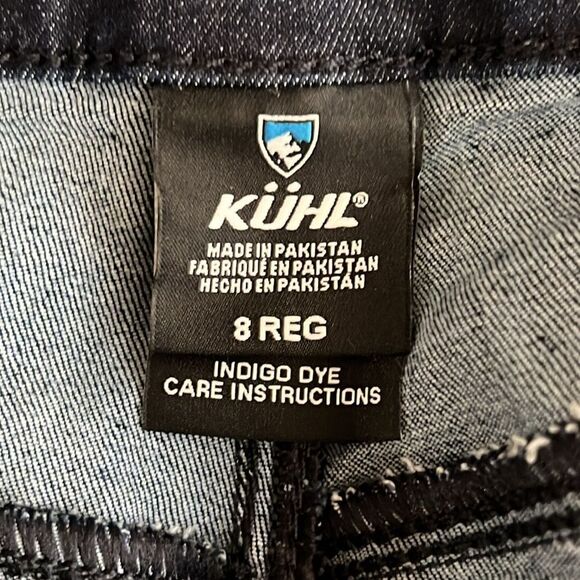 KÜHL®
MADE IN PAKISTAN
FABRIQUÉ EN PAKISTAN
HECHO EN PAKISTÁN
8 REG
INDIGO DYE
CARE INSTRUCTIONS